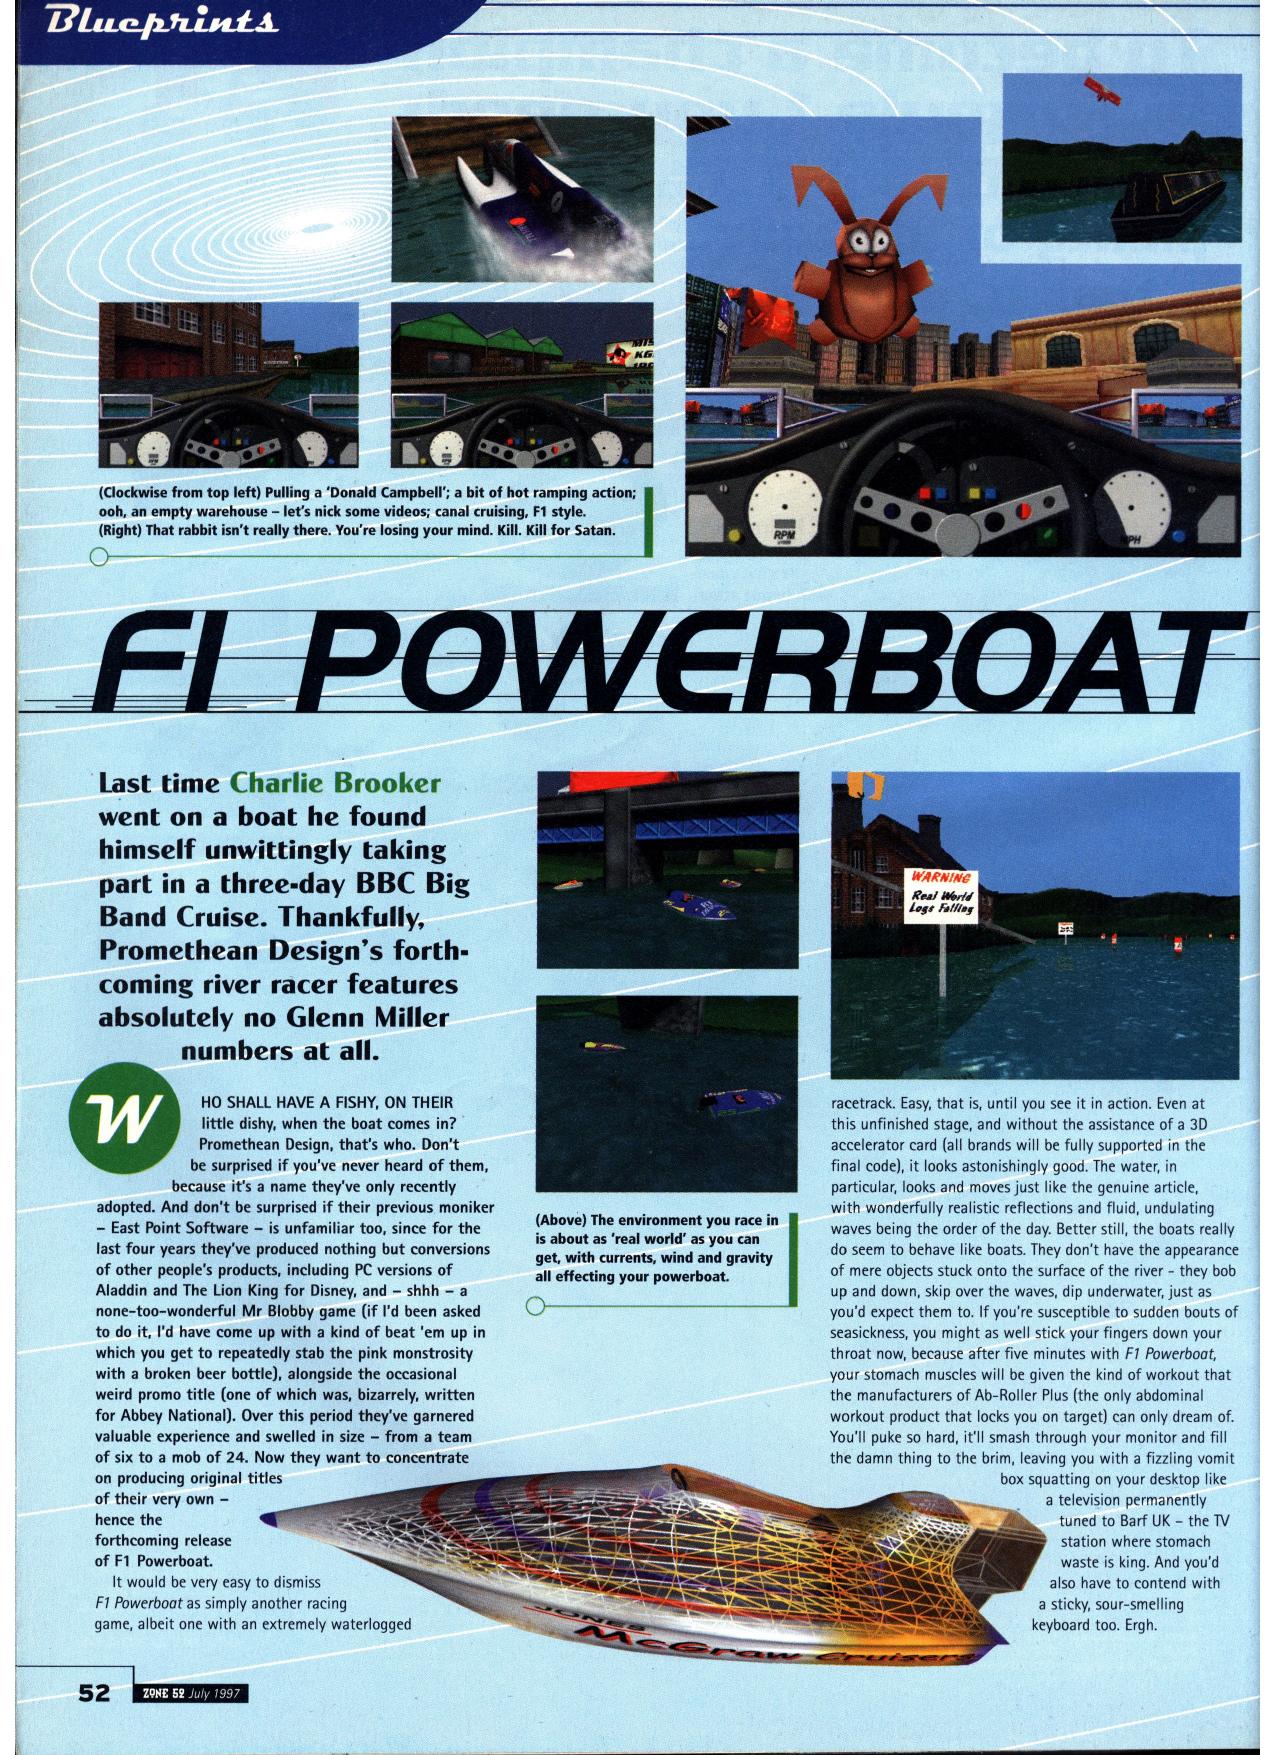 Blueprints
MIS
KG
RPM
RPM
RPM
MPH
(Clockwise from top left) Pulling a ‘Donald Campbell’; a bit of hot ramping action;
ooh, an empty warehouse – let’s nick some videos; canal cruising, F1 style.
(Right) That rabbit isn’t really there. You’re losing your mind. Kill. Kill for Satan.
F1 POWERBOAT
Last time Charlie Brooker
went on a boat he found
himself unwittingly taking
part in a three-day BBC Big
Band Cruise. Thankfully,
Promethean Design’s forth-
coming river racer features
absolutely no Glenn Miller
numbers at all.
WHO SHALL HAVE A FISHY, ON THEIR
little dishy, when the boat comes in?
Promethean Design, that’s who. Don’t
be surprised if you’ve never heard of them,
because it’s a name they’ve only recently
adopted. And don’t be surprised if their previous moniker
– East Point Software – is unfamiliar too, since for the
last four years they’ve produced nothing but conversions
of other people’s products, including PC versions of
Aladdin and The Lion King for Disney, and – shhh – a
none-too-wonderful Mr Blobby game (if I’d been asked
to do it, I’d have come up with a kind of beat ’em up in
which you get to repeatedly stab the pink monstrosity
with a broken beer bottle), alongside the occasional
weird promo title (one of which was, bizarrely, written
for Abbey National). Over this period they’ve garnered
valuable experience and swelled in size – from a team
of six to a mob of 24. Now they want to concentrate
on producing original titles
of their very own –
hence the
forthcoming release
of F1 Powerboat.
It would be very easy to dismiss
F1 Powerboat as simply another racing
game, albeit one with an extremely waterlogged
(Above) The environment you race in
is about as ‘real world’ as you can
get, with currents, wind and gravity
all effecting your powerboat.
WARNING
Real World
Logs Falling
racetrack. Easy, that is, until you see it in action. Even at
this unfinished stage, and without the assistance of a 3D
accelerator card (all brands will be fully supported in the
final code), it looks astonishingly good. The water, in
particular, looks and moves just like the genuine article,
with wonderfully realistic reflections and fluid, undulating
waves being the order of the day. Better still, the boats really
do seem to behave like boats. They don’t have the appearance
of mere objects stuck onto the surface of the river - they bob
up and down, skip over the waves, dip underwater, just as
you’d expect them to. If you’re susceptible to sudden bouts of
seasickness, you might as well stick your fingers down your
throat now, because after five minutes with F1 Powerboat,
your stomach muscles will be given the kind of workout that
the manufacturers of Ab-Roller Plus (the only abdominal
workout product that locks you on target) can only dream of.
You’ll puke so hard, it’ll smash through your monitor and fill
the damn thing to the brim, leaving you with a fizzling vomit
box squatting on your desktop like
a television permanently
tuned to Barf UK – the TV
station where stomach
waste is king. And you’d
also have to contend with
a sticky, sour-smelling
keyboard too. Ergh.
JONES
McGraw Cruisers
52
ZONE 52 July 1997